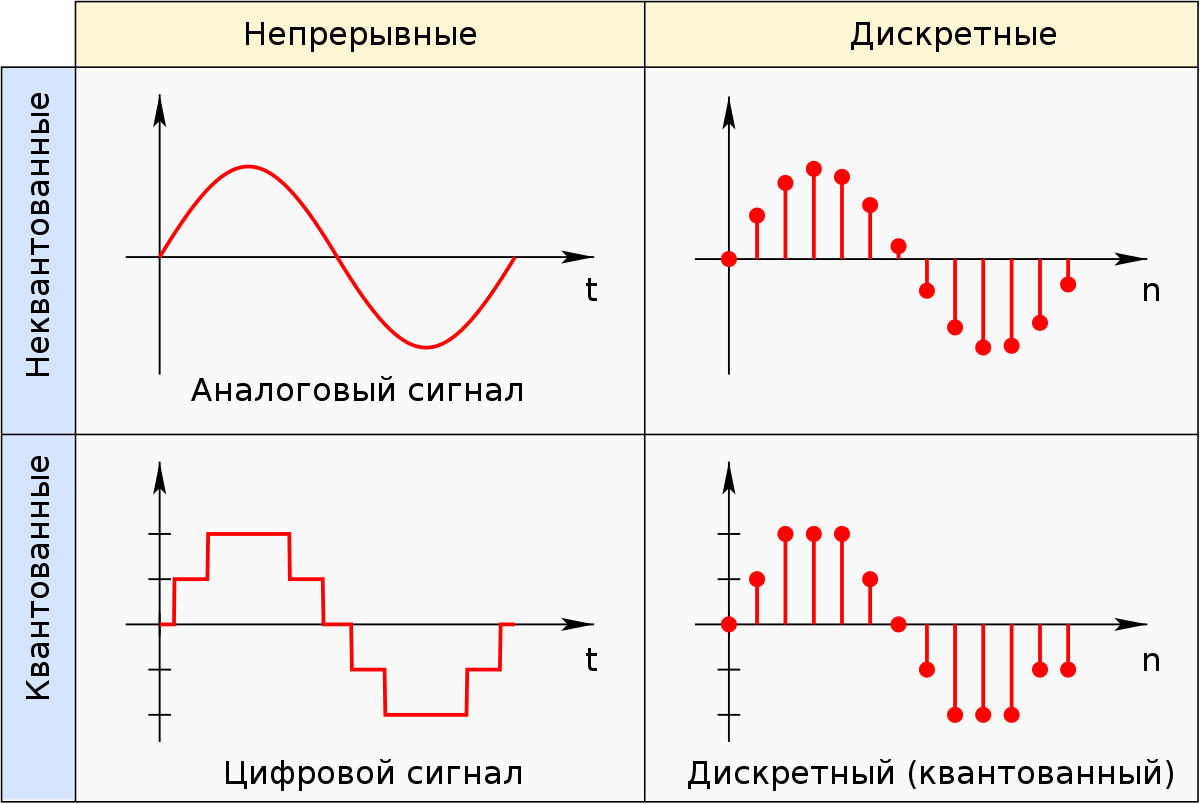 Непрерывные
Дискретные
Неквантованные
t
Аналоговый сигнал
n
Квантованные
t
Цифровой сигнал
n
Дискретный (квантованный)